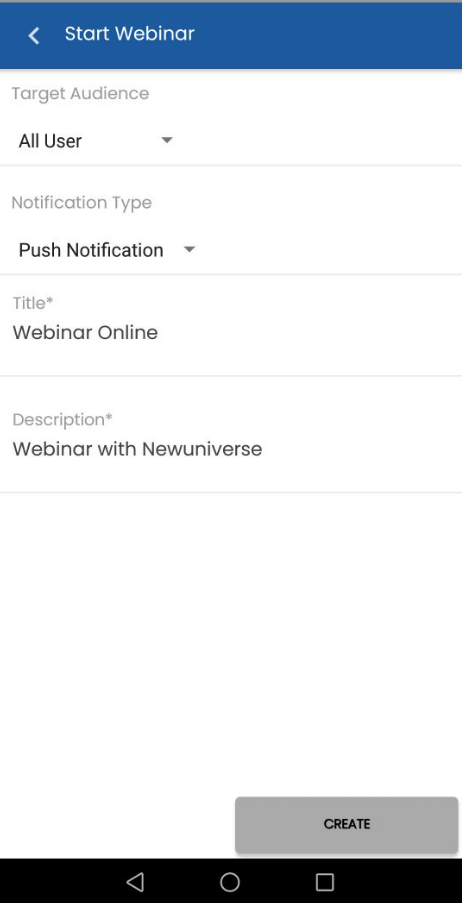 Start Webinar
Target Audience
All User
Notification Type
Push Notification
Title*
Webinar Online
Description*
Webinar with Newuniverse
CREATE